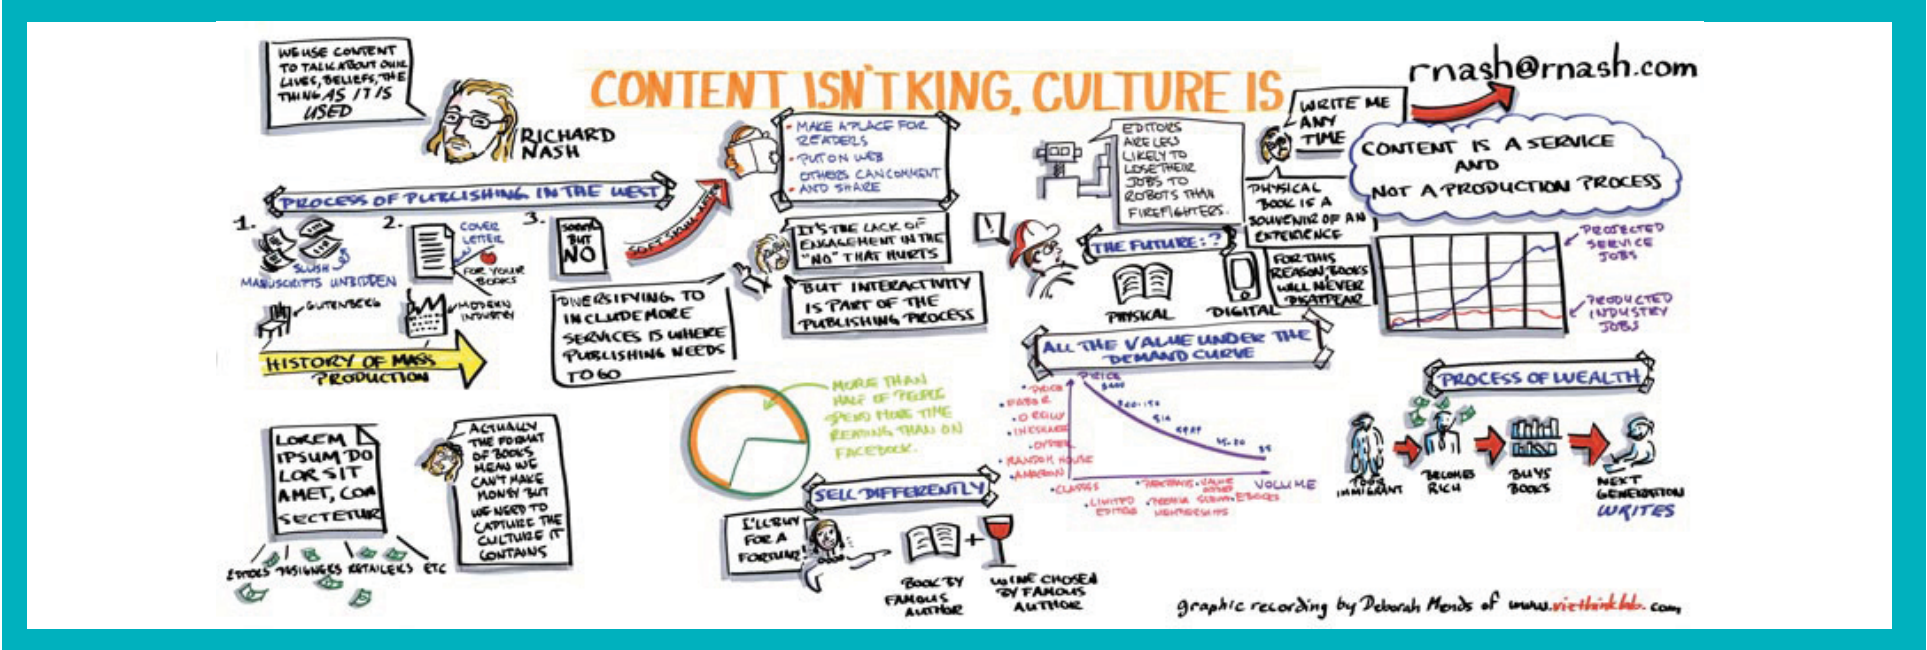 WE USE CONTENT
TO TALK ABOUT OUR
LIVES, BELIEFS, THE
THING AS IT IS
USED
RICHARD
NASH
CONTENT ISN'T KING, CULTURE IS
rnash@rnash.com
WRITE ME
ANY
TIME
CONTENT IS A SERVICE
AND
NOT A PRODUCTION PROCESS
PROCESS OF PUBLISHING IN THE WEST
1.
SLUSH
MANUSCRIPTS UNBIDDEN
2.
COVER
LETTER
FOR YOUR
BOOKS
3.
SORRY
BUT
NO
GUTENBERG
MODERN
INDUSTRY
HISTORY OF MASS
PRODUCTION
• MAKE A PLACE FOR
READERS
• PUT ON WEB
OTHERS CAN COMMENT
• AND SHARE
IT'S THE LACK OF
ENGAGEMENT IN THE
"NO" THAT HURTS
BUT INTERACTIVITY
IS PART OF THE
PUBLISHING PROCESS
DIVERSIFYING TO
INCLUDE MORE
SERVICES IS WHERE
PUBLISHING NEEDS
TO GO
EDITORS
ARE LESS
LIKELY TO
LOSE THEIR
JOBS TO
ROBOTS THAN
FIREFIGHTERS.
!
THE FUTURE: ?
PHYSICAL
DIGITAL
PHYSICAL
BOOK IS A
SOUVENIR OF AN
EXPERIENCE
FOR THIS
REASON BOOKS
WILL NEVER
DISAPPEAR
PROJECTED
SERVICE
JOBS
PRODUCTED
INDUSTRY
JOBS
LOREM
IPSUM DO
LOR SIT
AMET, CON
SECTETUR
EDITORS DESIGNERS RETAILERS ETC
ACTUALLY
THE FORMAT
OF BOOKS
MEAN WE
CAN'T MAKE
MONEY BUT
WE NEED TO
CAPTURE THE
CULTURE IT
CONTAINS
MORE THAN
HALF OF PEOPLE
SPEND MORE TIME
READING THAN ON
FACEBOOK.
SELL DIFFERENTLY
I'LL BUY
FOR A
FORTUNE!
BOOK BY
FAMOUS
AUTHOR
+
WINE CHOSEN
BY FAMOUS
AUTHOR
ALL THE VALUE UNDER THE
DEMAND CURVE
PRICE
• O REILLY
• OYSTER
• RANDOM HOUSE
• AMAZON
• CLASSES
• LIMITED
EDITION
MEMBERSHIPS
EBOOKS
VOLUME
PROCESS OF WEALTH
POOR
IMMIGRANT
BECOMES
RICH
BUYS
BOOKS
NEXT
GENERATION
WRITES
graphic recording by Deborah Mends of www.vizthinklab.com